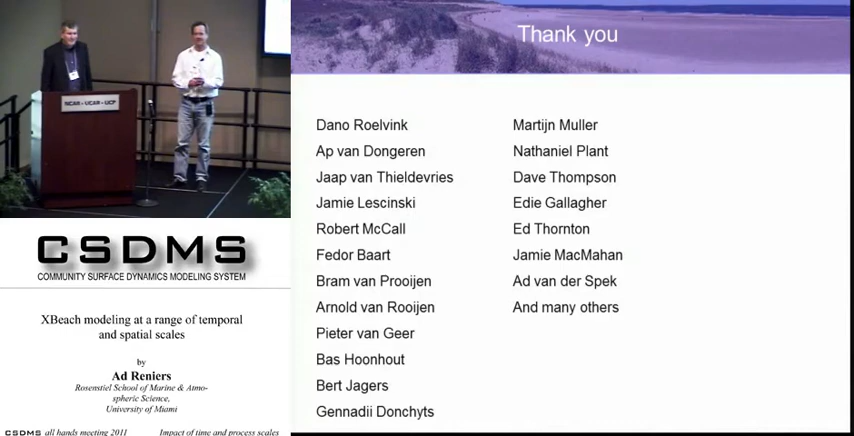 NCAR - UCAR - UCP
CSDMS
COMMUNITY SURFACE DYNAMICS MODELING SYSTEM
XBeach modeling at a range of temporal
and spatial scales
by
Ad Reniers
Rosenstiel School of Marine & Atmo-
spheric Science,
University of Miami
CSDMS all hands meeting 2011 Impact of time and process scales
Thank you
Dano Roelvink
Ap van Dongeren
Jaap van Thieldevries
Jamie Lescinski
Robert McCall
Fedor Baart
Bram van Prooijen
Arnold van Rooijen
Pieter van Geer
Bas Hoonhout
Bert Jagers
Gennadii Donchyts
Martijn Muller
Nathaniel Plant
Dave Thompson
Edie Gallagher
Ed Thornton
Jamie MacMahan
Ad van der Spek
And many others